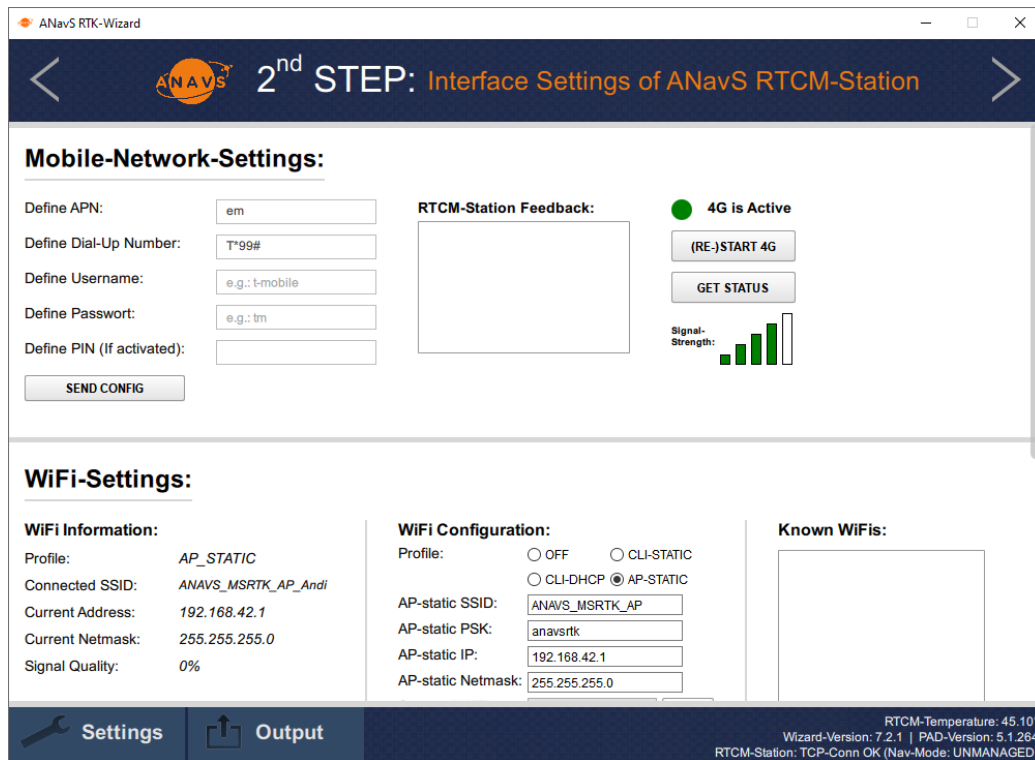 ANavS RTK-Wizard
ANAVS
2nd STEP: Interface Settings of ANavS RTCM-Station
Mobile-Network-Settings:
Define APN:
em
Define Dial-Up Number:
T*99#
Define Username:
e.g.: t-mobile
Define Passwort:
e.g.: tm
Define PIN (If activated):
SEND CONFIG
RTCM-Station Feedback:
4G is Active
(RE-)START 4G
GET STATUS
Signal-
Strength:
WiFi-Settings:
WiFi Information:
Profile: AP_STATIC
Connected SSID: ANAVS_MSRTK_AP_Andi
Current Address: 192.168.42.1
Current Netmask: 255.255.255.0
Signal Quality: 0%
WiFi Configuration:
Profile:
OFF CLI-STATIC
CLI-DHCP AP-STATIC
AP-static SSID: ANAVS_MSRTK_AP
AP-static PSK: anavsrtk
AP-static IP: 192.168.42.1
AP-static Netmask: 255.255.255.0
Known WiFis:
Settings
Output
RTCM-Temperature: 45.10
Wizard-Version: 7.2.1 | PAD-Version: 5.1.264
RTCM-Station: TCP-Conn OK (Nav-Mode: UNMANAGED